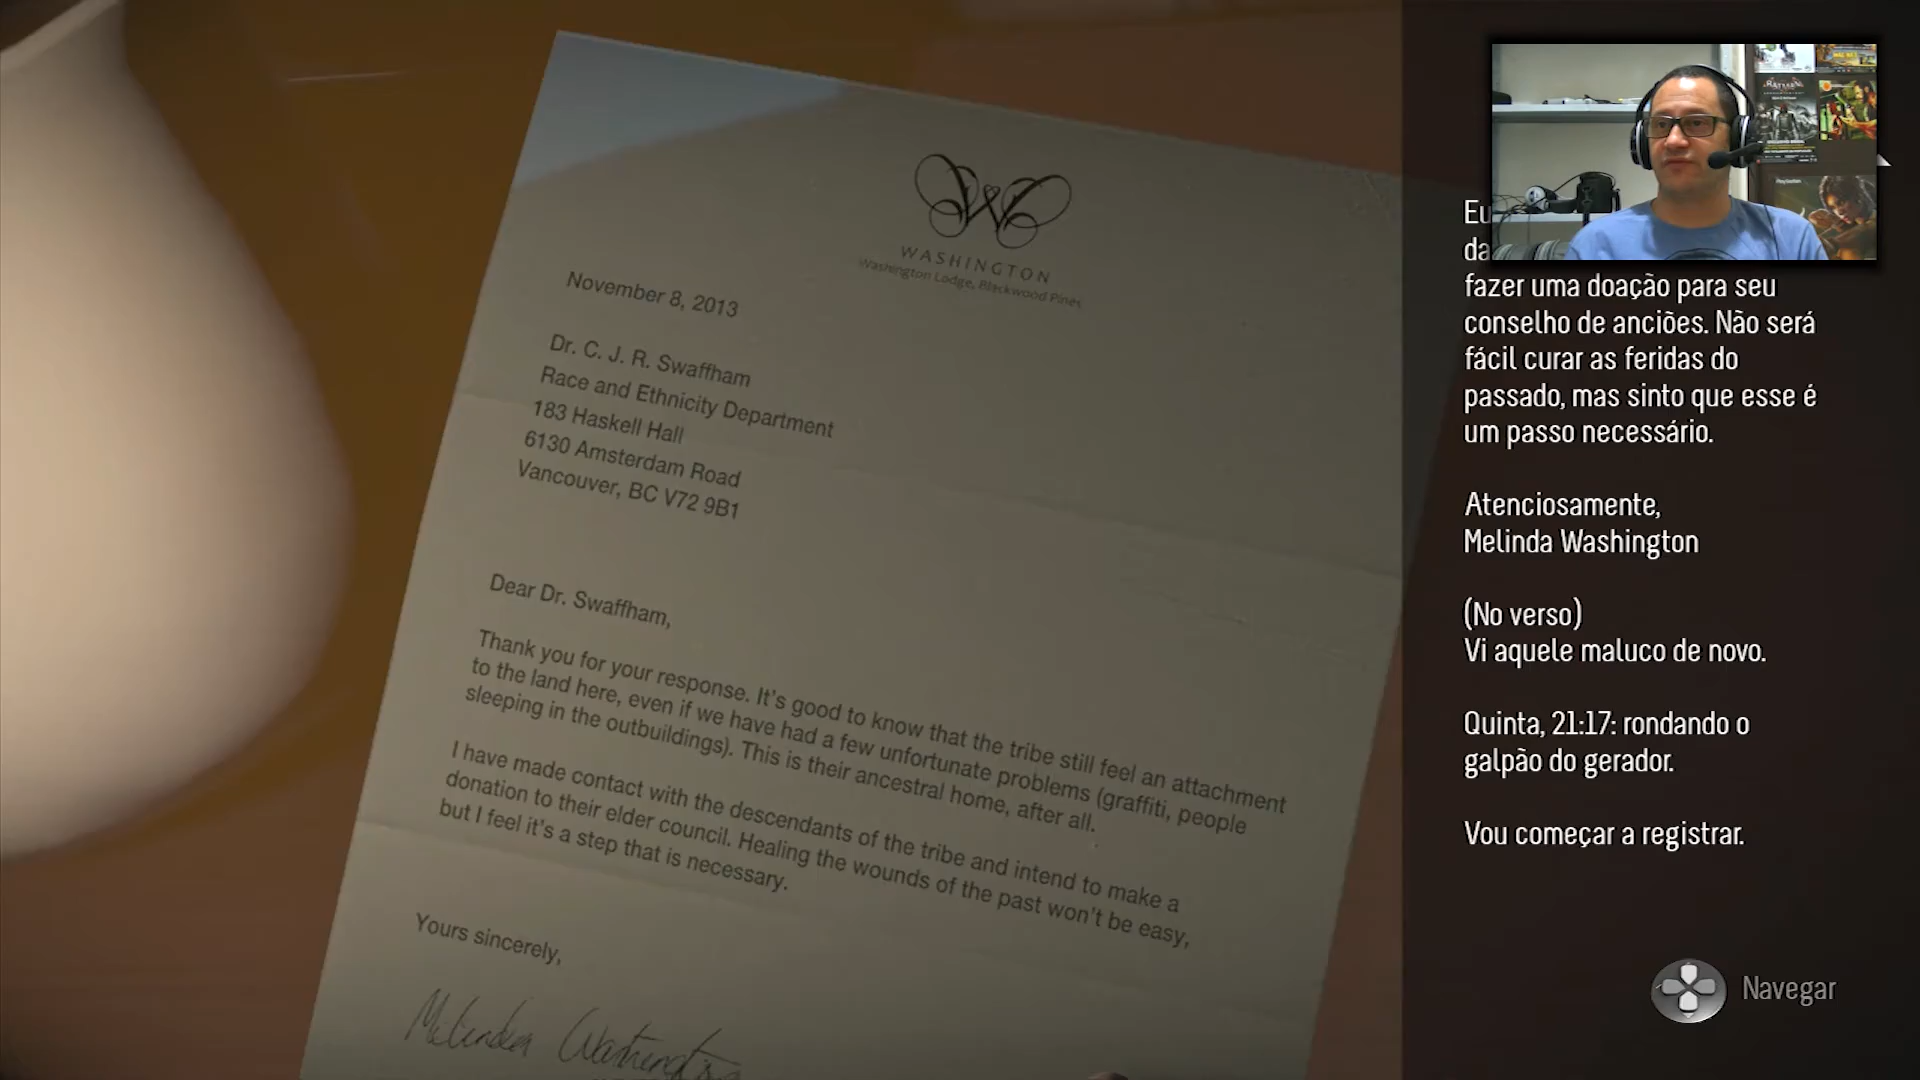 WASHINGTON
Washington Lodge, Blackwood Pines
November 8, 2013
Dr. C. J. R. Swaffham
Race and Ethnicity Department
183 Haskell Hall
6130 Amsterdam Road
Vancouver, BC V72 9B1
Dear Dr. Swaffham,
Thank you for your response. It's good to know that the tribe still feel an attachment
to the land here, even if we have had a few unfortunate problems (graffiti, people
sleeping in the outbuildings). This is their ancestral home, after all.
I have made contact with the descendants of the tribe and intend to make a
donation to their elder council. Healing the wounds of the past won't be easy,
but I feel it's a step that is necessary.
Yours sincerely,
Melinda Washington
BATMAN
Eu
da
fazer uma doação para seu
conselho de anciões. Não será
fácil curar as feridas do
passado, mas sinto que esse é
um passo necessário.
Atenciosamente,
Melinda Washington
(No verso)
Vi aquele maluco de novo.
Quinta, 21:17: rondando o
galpão do gerador.
Vou começar a registrar.
Navegar